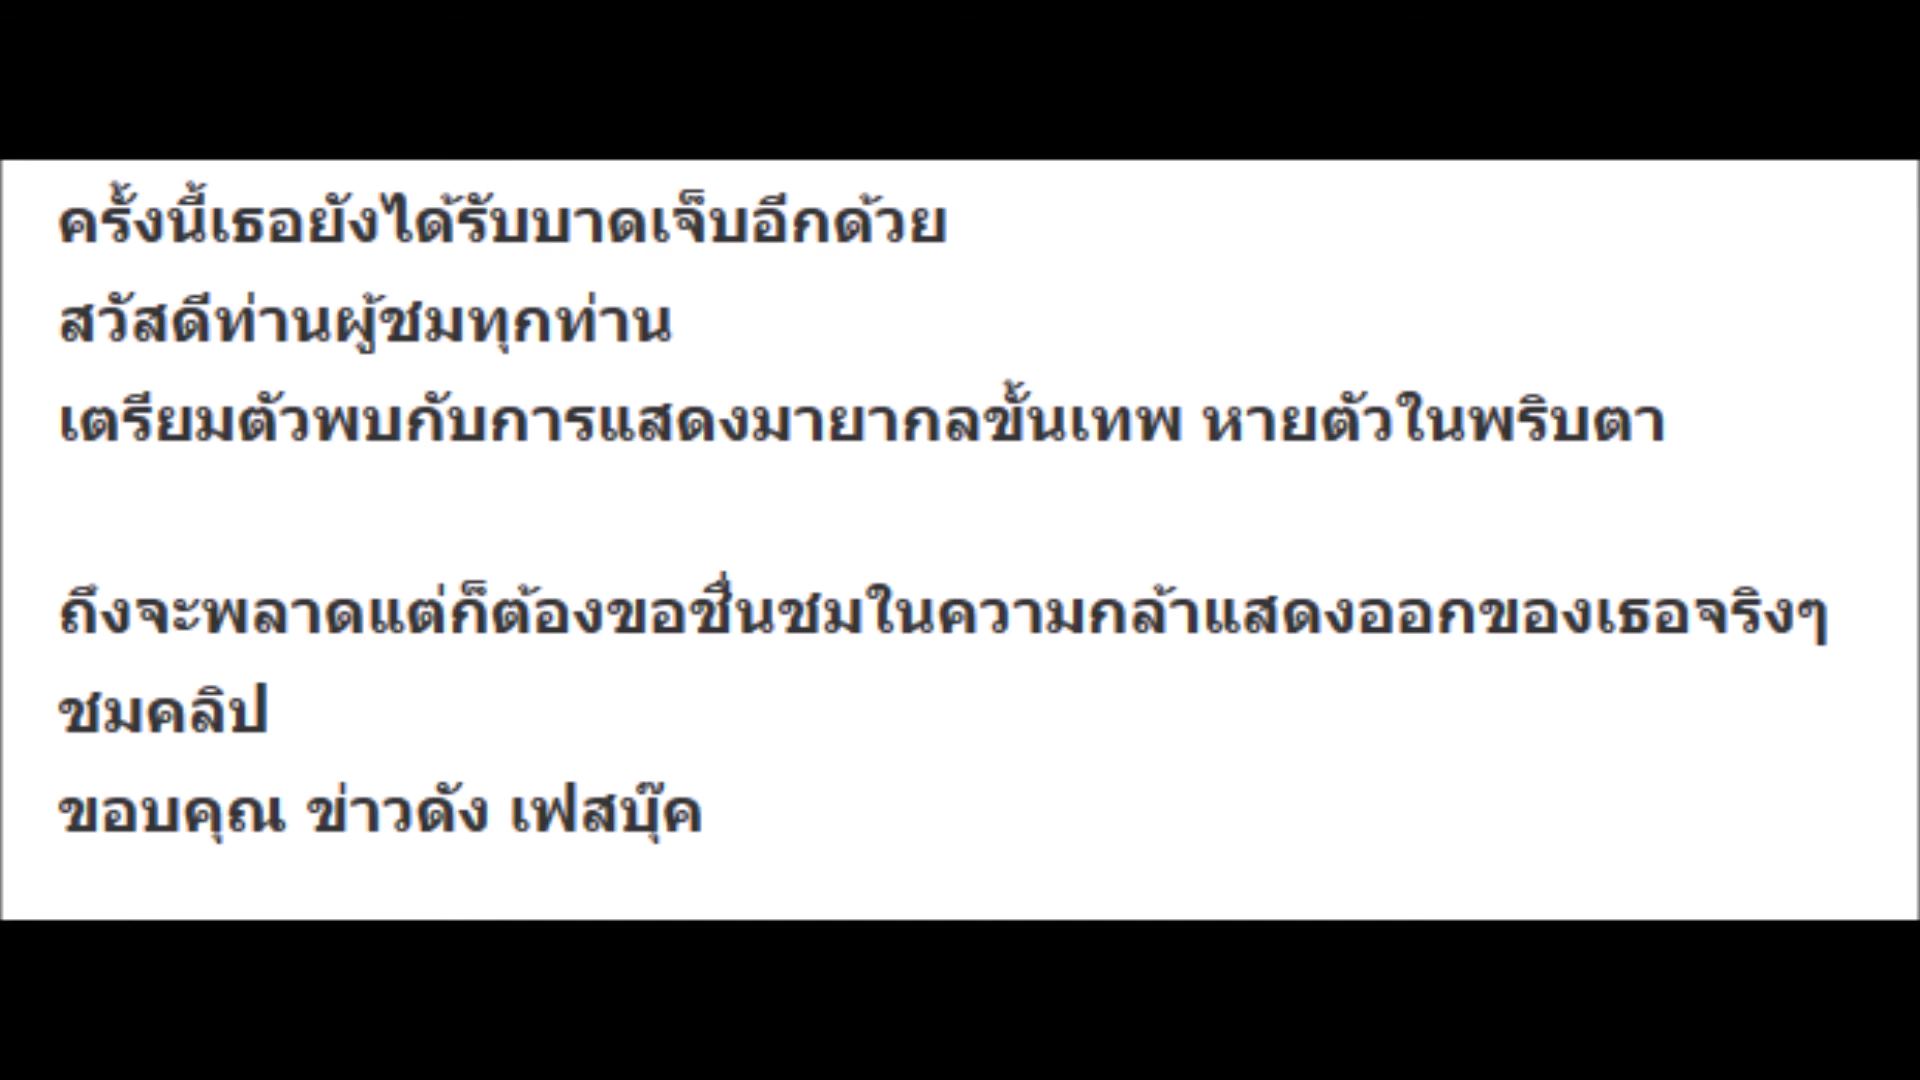 ครั้งนี้เธอยังได้รับบาดเจ็บอีกด้วย
สวัสดีท่านผู้ชมทุกท่าน
เตรียมตัวพบกับการแสดงมายากลขั้นเทพ หายตัวในพริบตา
ถึงจะพลาดแต่ก็ต้องขอชื่นชมในความกล้าแสดงออกของเธอจริงๆ
ชมคลิป
ขอบคุณ ข่าวดัง เฟสบุ๊ค